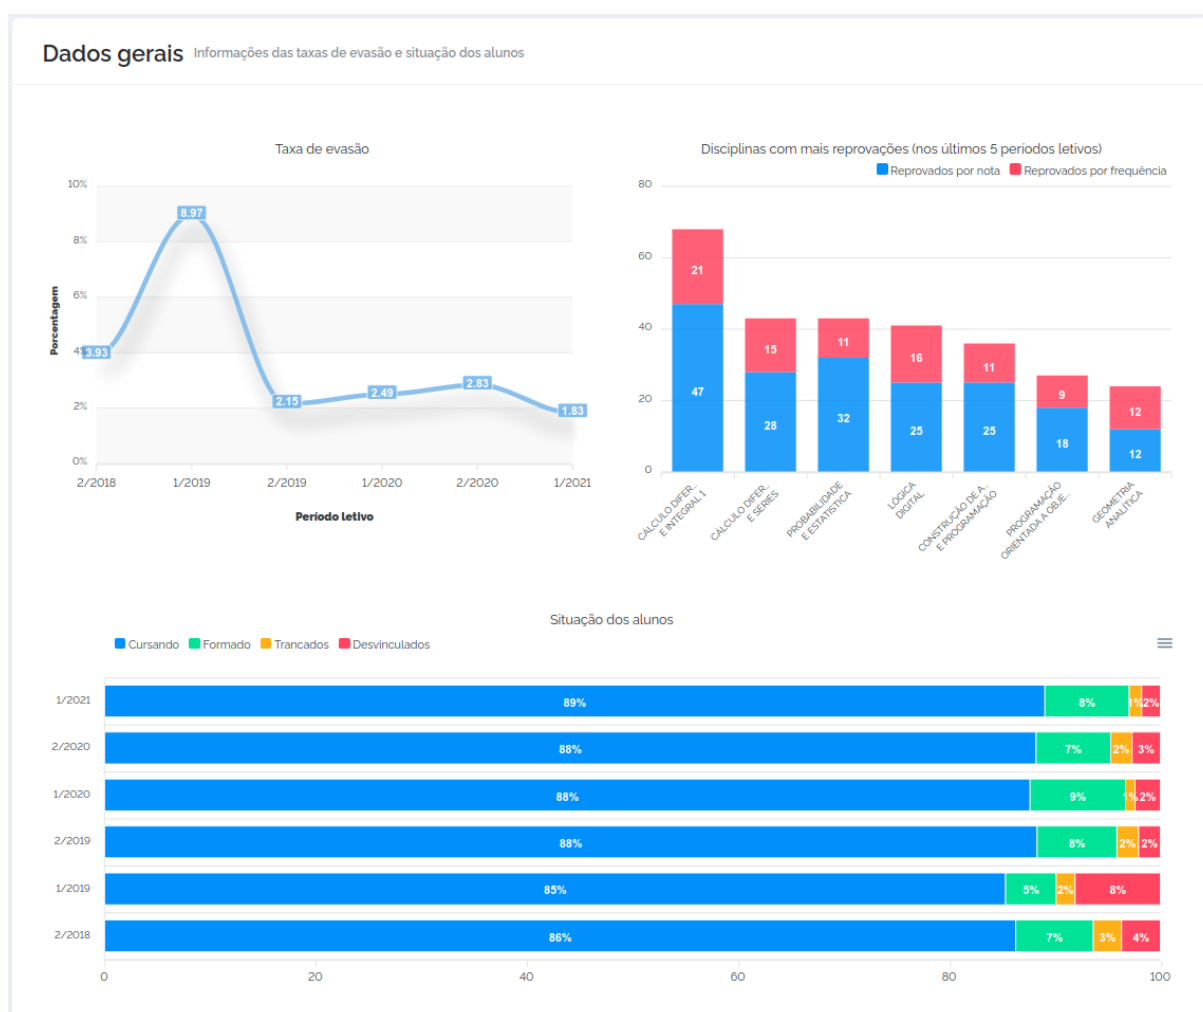 Dados gerais Informações das taxas de evasão e situação dos alunos
Taxa de evasão
10%
8%
6%
4%
2%
0%
Porcentagem
3.93
8.97
2.15
2.49
2.83
1.83
2/2018 1/2019 2/2019 1/2020 2/2020 1/2021
Período letivo
Disciplinas com mais reprovações (nos últimos 5 períodos letivos)
Reprovados por nota Reprovados por frequência
80
60
40
20
0
21
47
15
28
11
32
16
25
11
25
9
18
12
12
CÁLCULO DIFER...
E INTEGRAL 1
CÁLCULO DIFER...
E SÉRIES
PROBABILIDADE
E ESTATÍSTICA
LÓGICA
DIGITAL
CONSTRUÇÃO DE A...
E PROGRAMAÇÃO
PROGRAMAÇÃO
ORIENTADA A OBJE...
GEOMETRIA
ANALÍTICA
Situação dos alunos
Cursando Formado Trancados Desvinculados
1/2021 89% 8% 1% 2%
2/2020 88% 7% 2% 3%
1/2020 88% 9% 1% 2%
2/2019 88% 8% 2% 2%
1/2019 85% 5% 2% 8%
2/2018 86% 7% 3% 4%
0 20 40 60 80 100